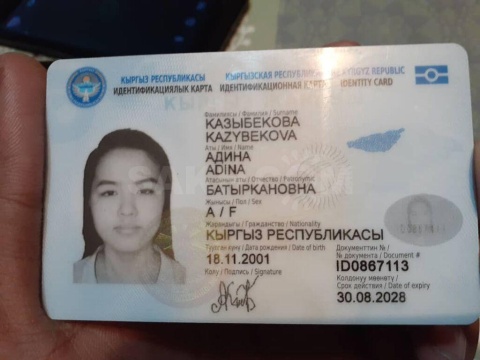 КЫРГЫЗ РЕСПУБЛИКАСЫ КЫРГЫЗСКАЯ РЕСПУБЛИКА KYRGYZ REPUBLIC
ИДЕНТИФИКАЦИЯЛЫК КАРТА ИДЕНТИФИКАЦИОННАЯ КАРТА IDENTITY CARD
Фамилиясы / Фамилия / Surname
КАЗЫБЕКОВА
KAZYBEKOVA
Аты / Имя / Name
АДИНА
ADINA
Атасынын аты / Отчество / Patronymic
БАТЫРКАНОВНА
Жынысы / Пол / Sex
А / F
Жарандыгы / Гражданство / Nationality
КЫРГЫЗ РЕСПУБЛИКАСЫ
Туулган күнү / Дата рождения / Date of birth
18.11.2001
Документтин № /
№ документа / Document #
ID0867113
Колу / Подпись / Signature
Колдонуу мөөнөтү /
Срок действия / Date of expiry
30.08.2028